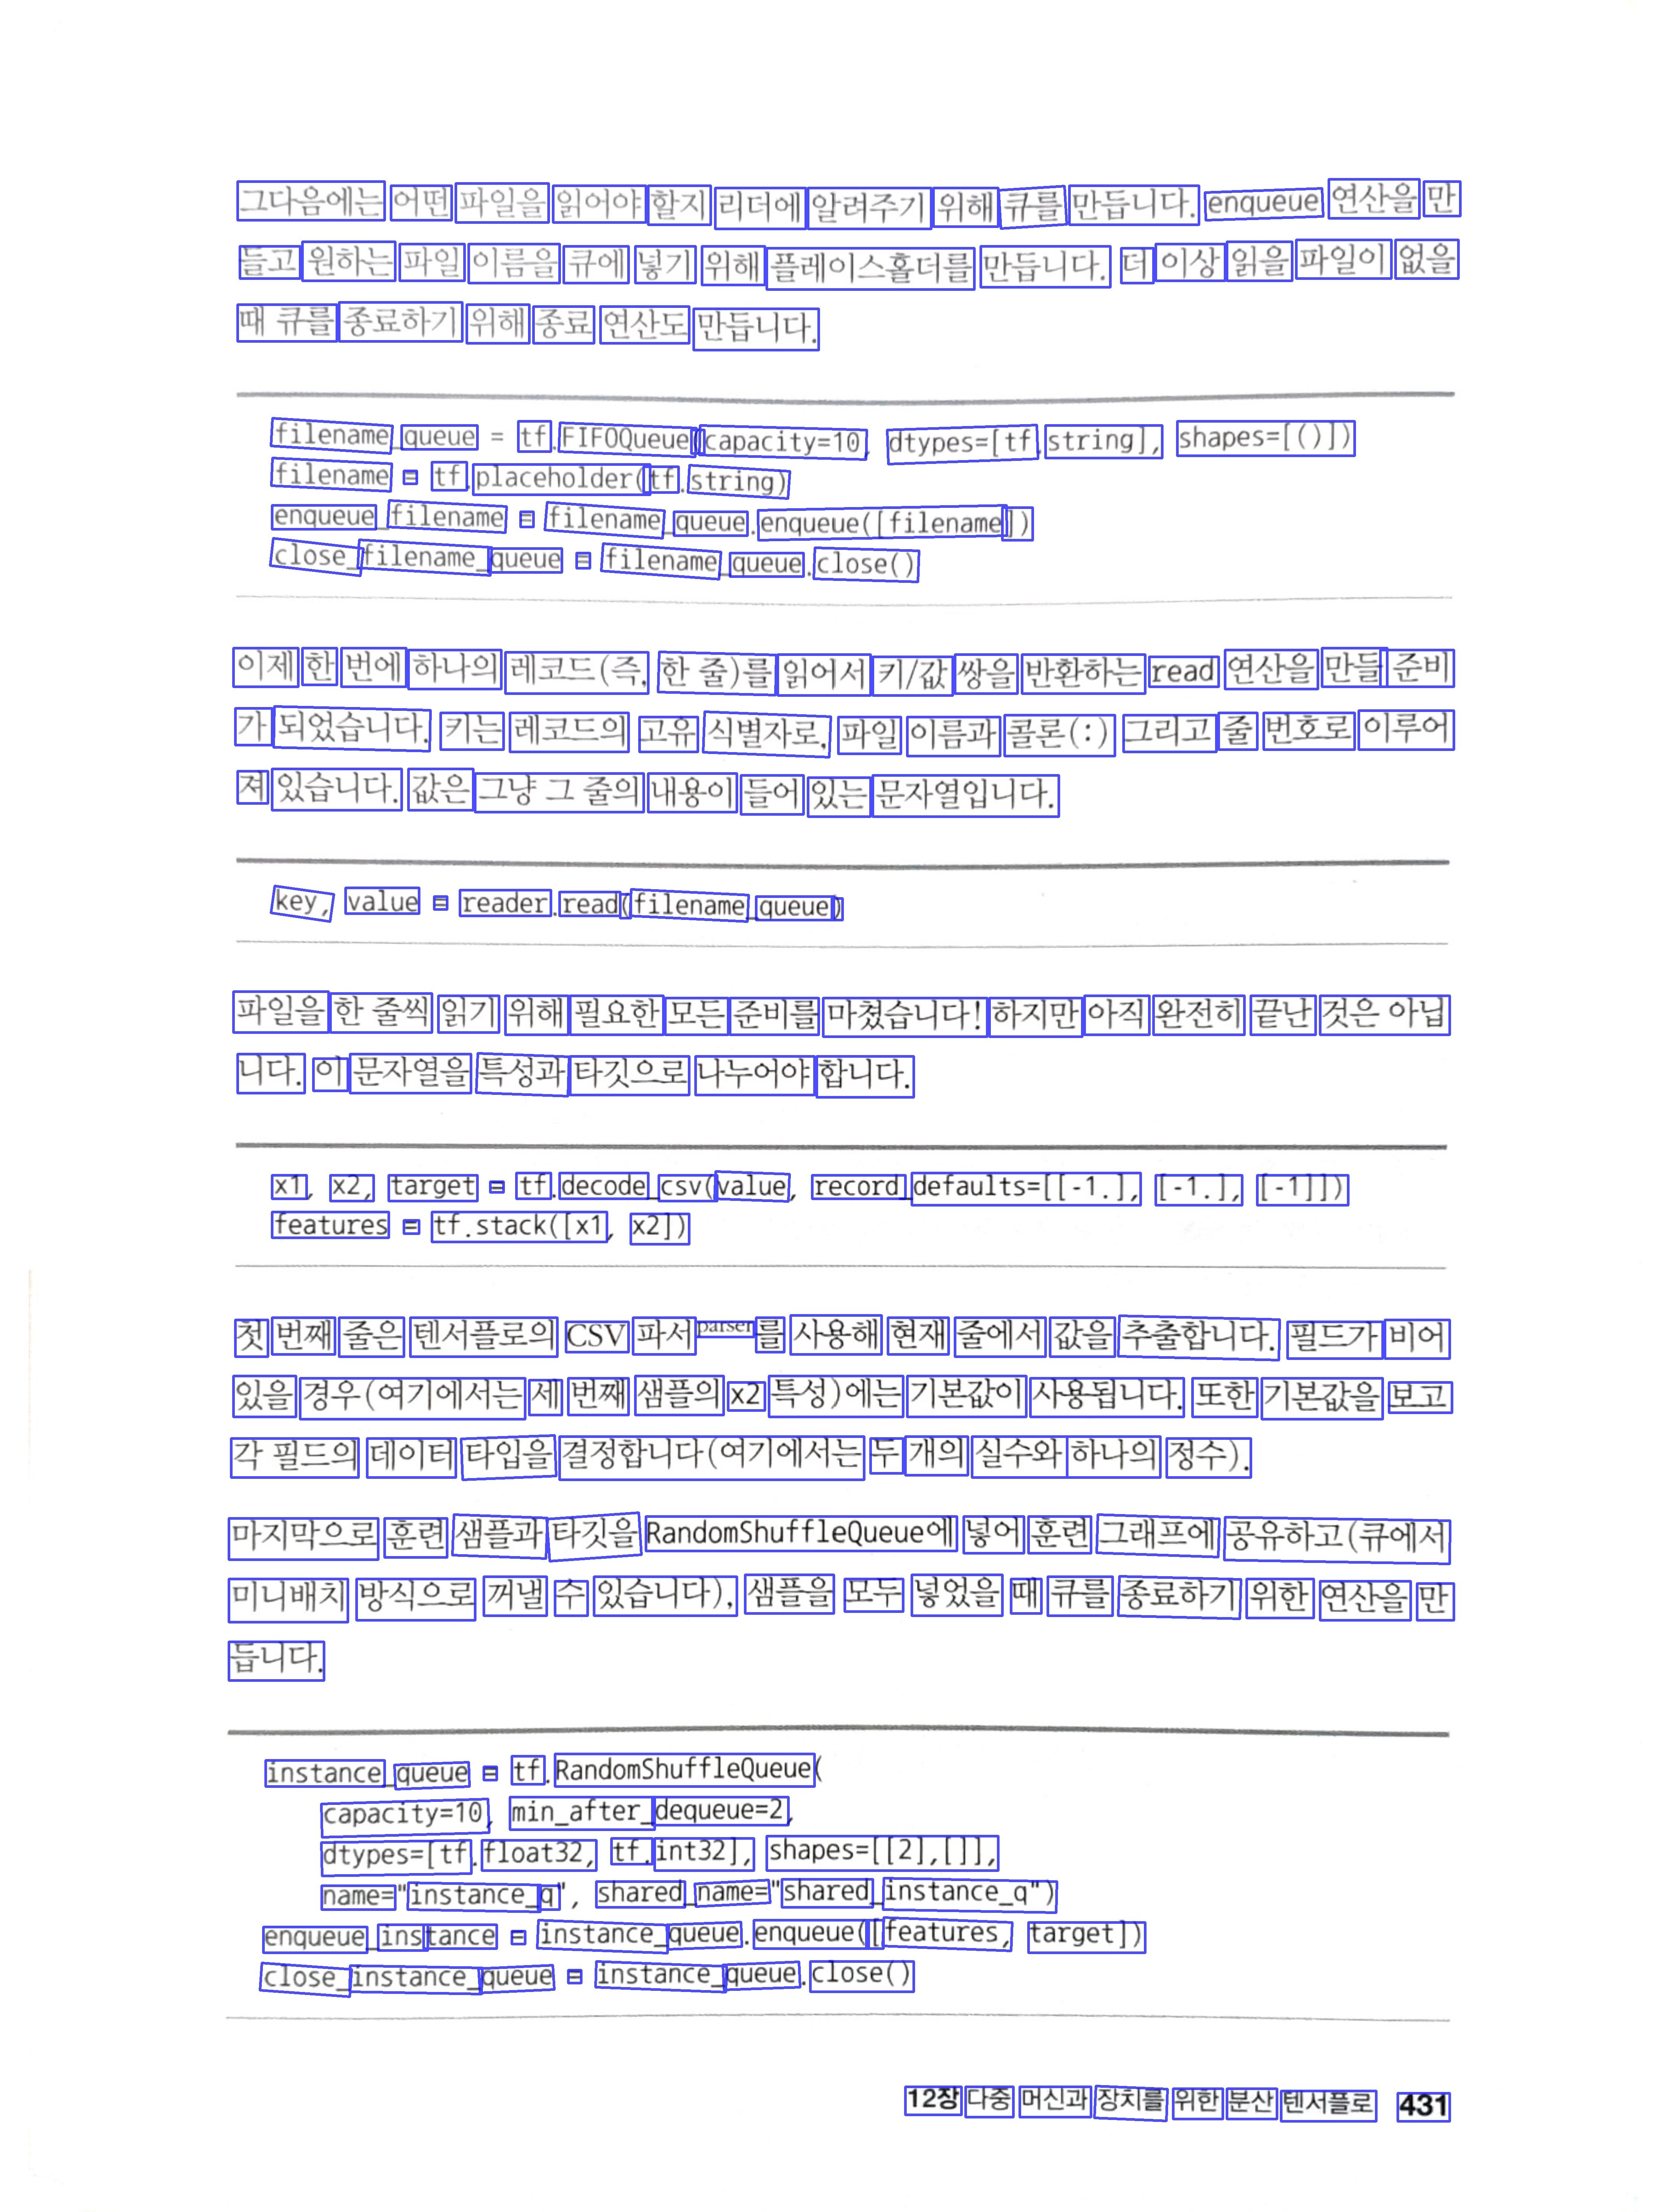 그다음에는 어떤 파일을 읽어야 할지 리더에 알려주기 위해 큐를 만듭니다. enqueue 연산을 만
들고 원하는 파일 이름을 큐에 넣기 위해 플레이스홀더를 만듭니다. 더 이상 읽을 파일이 없을
때 큐를 종료하기 위해 종료 연산도 만듭니다.
filename_queue = tf.FIFOQueue(capacity=10, dtypes=[tf.string], shapes=[()])
filename = tf.placeholder(tf.string)
enqueue_filename = filename_queue.enqueue([filename])
close_filename_queue = filename_queue.close()
이제 한 번에 하나의 레코드(즉, 한 줄)를 읽어서 키/값 쌍을 반환하는 read 연산을 만들 준비
가 되었습니다. 키는 레코드의 고유 식별자로, 파일 이름과 콜론(:) 그리고 줄 번호로 이루어
져 있습니다. 값은 그냥 그 줄의 내용이 들어 있는 문자열입니다.
key, value = reader.read(filename_queue)
파일을 한 줄씩 읽기 위해 필요한 모든 준비를 마쳤습니다! 하지만 아직 완전히 끝난 것은 아닙
니다. 이 문자열을 특성과 타깃으로 나누어야 합니다.
x1, x2, target = tf.decode_csv(value, record_defaults=[[-1.], [-1.], [-1]])
features = tf.stack([x1, x2])
첫 번째 줄은 텐서플로의 CSV 파서parser를 사용해 현재 줄에서 값을 추출합니다. 필드가 비어
있을 경우(여기에서는 세 번째 샘플의 x2 특성)에는 기본값이 사용됩니다. 또한 기본값을 보고
각 필드의 데이터 타입을 결정합니다(여기에서는 두 개의 실수와 하나의 정수).
마지막으로 훈련 샘플과 타깃을 RandomShuffleQueue에 넣어 훈련 그래프에 공유하고(큐에서
미니배치 방식으로 꺼낼 수 있습니다), 샘플을 모두 넣었을 때 큐를 종료하기 위한 연산을 만
듭니다.
instance_queue = tf.RandomShuffleQueue(
capacity=10, min_after_dequeue=2,
dtypes=[tf.float32, tf.int32], shapes=[[2],[]],
name="instance_q", shared_name="shared_instance_q")
enqueue_instance = instance_queue.enqueue([features, target])
close_instance_queue = instance_queue.close()
12장 다중 머신과 장치를 위한 분산 텐서플로 431